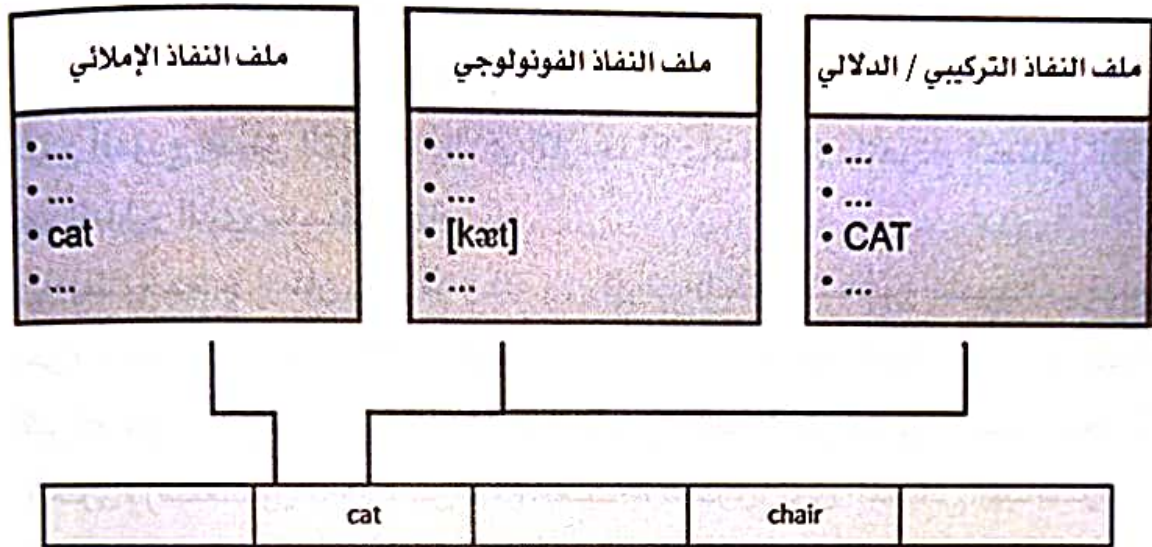 ملف النفاذ الإملائي
• ...
• ...
• cat
• ...
ملف النفاذ الفونولوجي
• ...
• ...
• [kæt]
• ...
ملف النفاذ التركيبي / الدلالي
• ...
• ...
• CAT
• ...
cat
chair